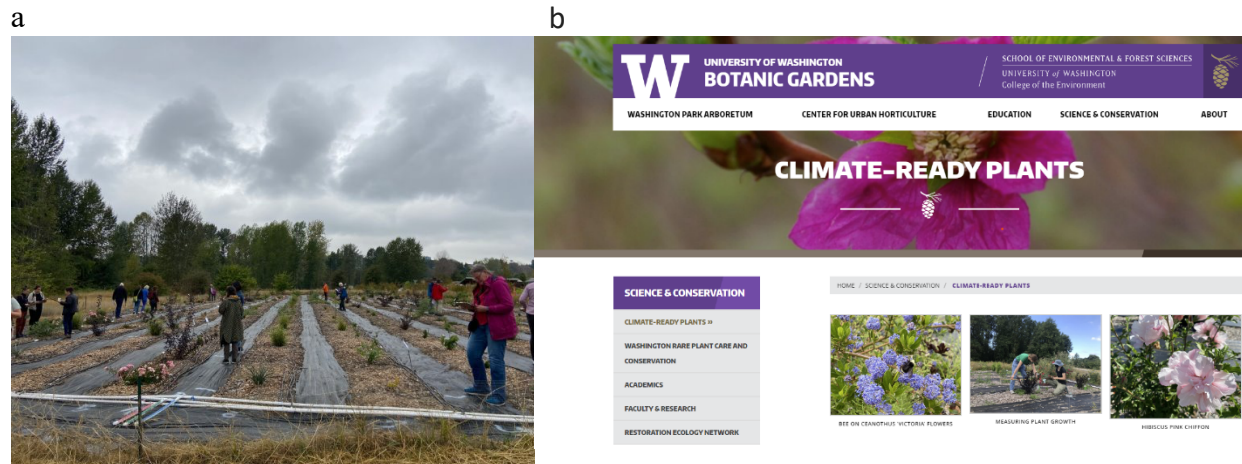 a
b
W
UNIVERSITY OF WASHINGTON
BOTANIC GARDENS
SCHOOL OF ENVIRONMENTAL & FOREST SCIENCES
UNIVERSITY of WASHINGTON
College of the Environment
WASHINGTON PARK ARBORETUM
CENTER FOR URBAN HORTICULTURE
EDUCATION
SCIENCE & CONSERVATION
ABOUT
CLIMATE-READY PLANTS
SCIENCE & CONSERVATION
CLIMATE-READY PLANTS »
WASHINGTON RARE PLANT CARE AND
CONSERVATION
ACADEMICS
FACULTY & RESEARCH
RESTORATION ECOLOGY NETWORK
HOME / SCIENCE & CONSERVATION / CLIMATE-READY PLANTS
BEE ON CEANOTHUS 'VICTORIA' FLOWERS
MEASURING PLANT GROWTH
HIBISCUS PINK CHIFFON